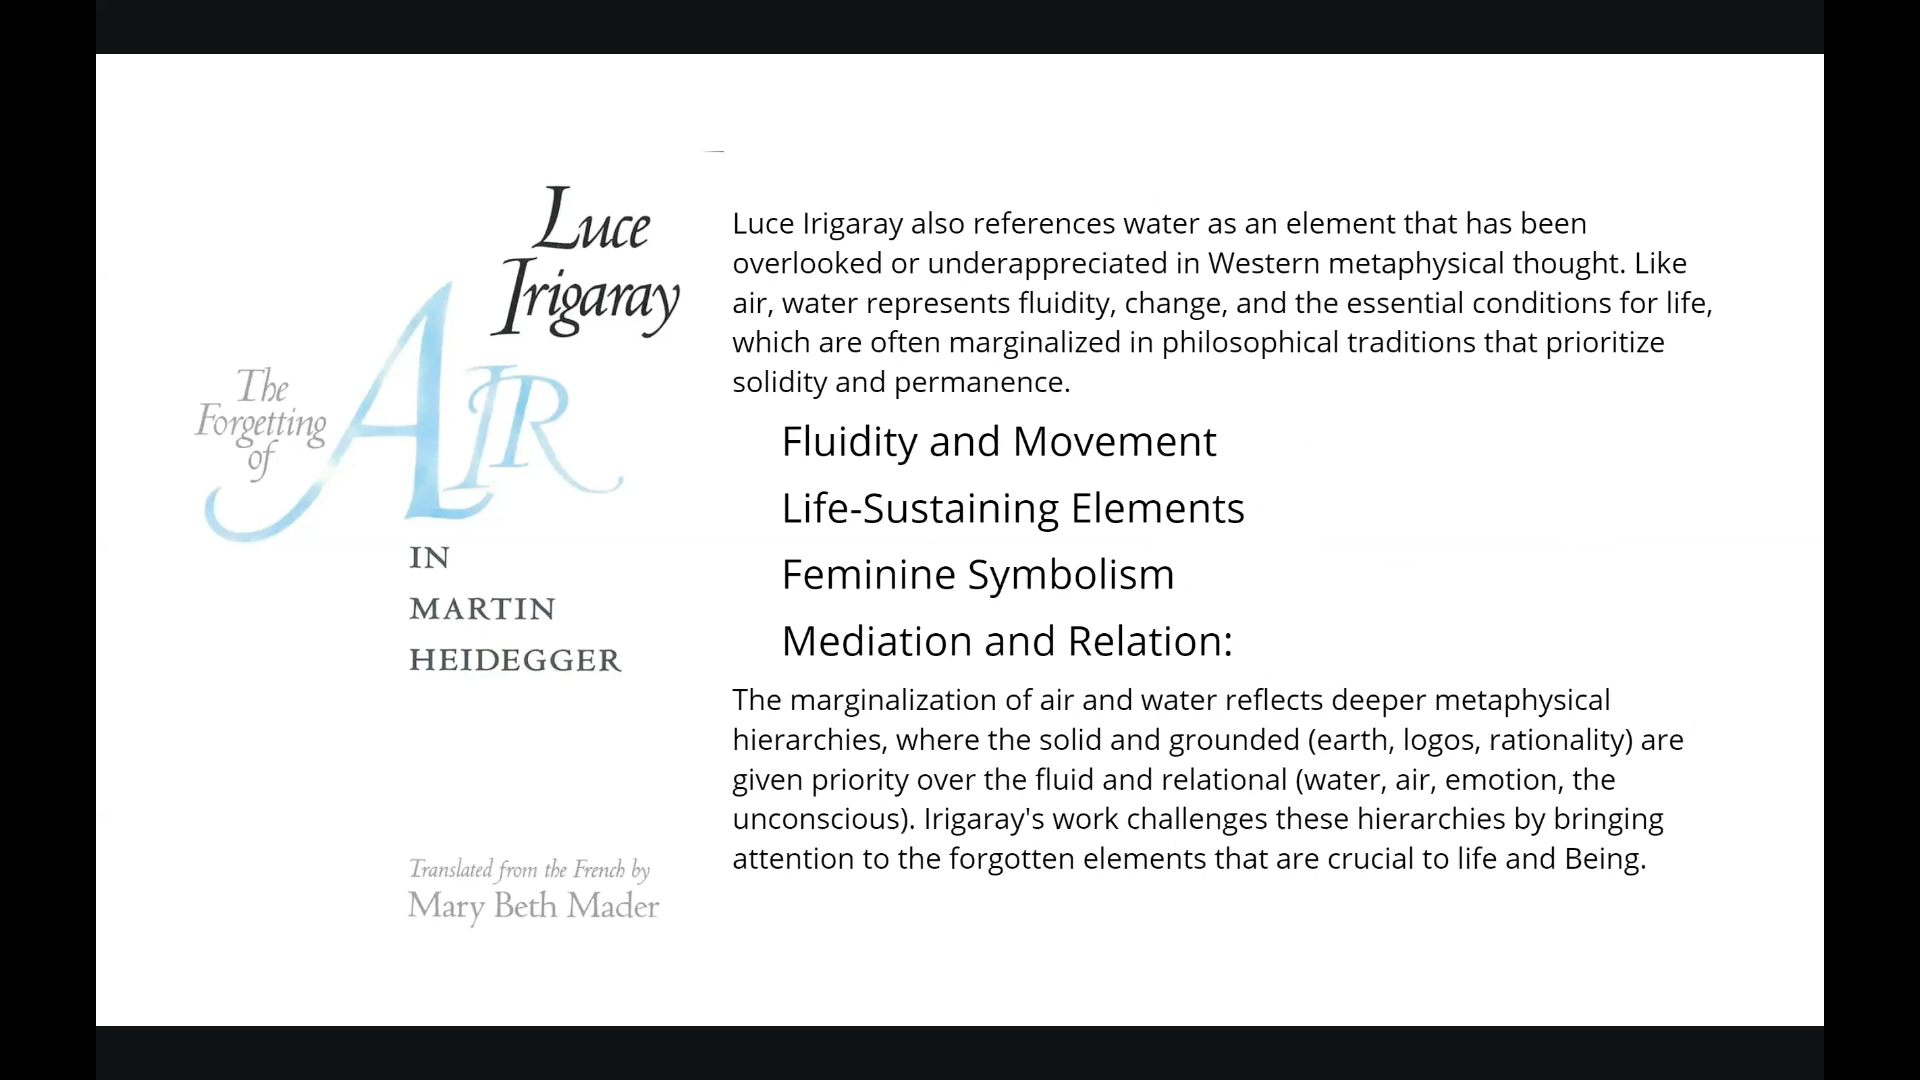 Luce
Irigaray
The
Forgetting
of
AIR
IN
MARTIN
HEIDEGGER
Translated from the French by
Mary Beth Mader
Luce Irigaray also references water as an element that has been
overlooked or underappreciated in Western metaphysical thought. Like
air, water represents fluidity, change, and the essential conditions for life,
which are often marginalized in philosophical traditions that prioritize
solidity and permanence.
Fluidity and Movement
Life-Sustaining Elements
Feminine Symbolism
Mediation and Relation:
The marginalization of air and water reflects deeper metaphysical
hierarchies, where the solid and grounded (earth, logos, rationality) are
given priority over the fluid and relational (water, air, emotion, the
unconscious). Irigaray's work challenges these hierarchies by bringing
attention to the forgotten elements that are crucial to life and Being.